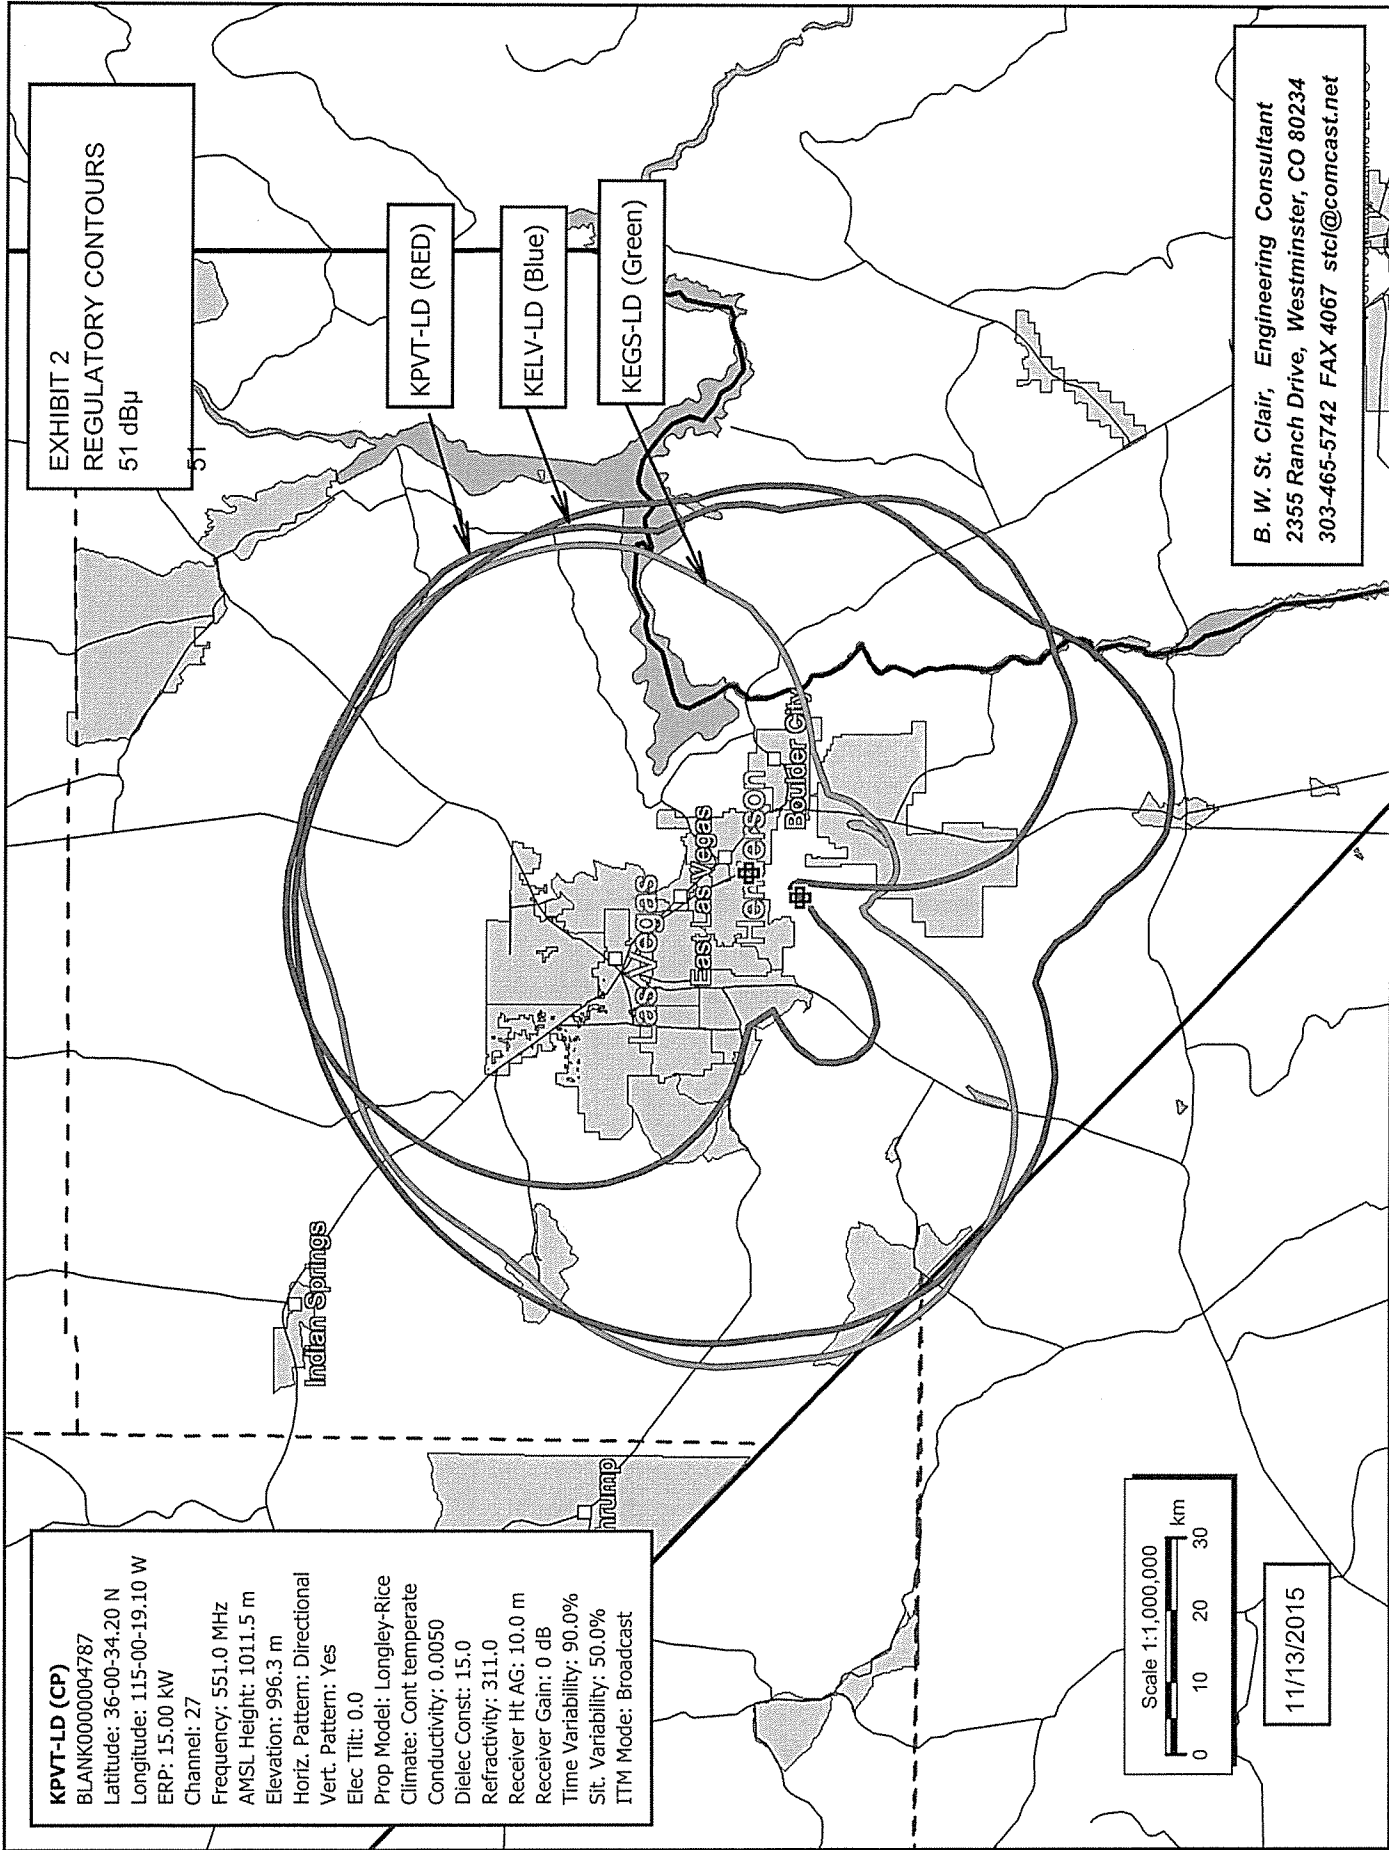 EXHIBIT 2
REGULATORY CONTOURS
51 dBµ
51
KPVT-LD (RED)
KELV-LD (Blue)
KEGS-LD (Green)
KPVT-LD (CP)
BLANK0000004787
Latitude: 36-00-34.20 N
Longitude: 115-00-19.10 W
ERP: 15.00 kW
Channel: 27
Frequency: 551.0 MHz
AMSL Height: 1011.5 m
Elevation: 996.3 m
Horiz. Pattern: Directional
Vert. Pattern: Yes
Elec Tilt: 0.0
Prop Model: Longley-Rice
Climate: Cont temperate
Conductivity: 0.0050
Dielec Const: 15.0
Refractivity: 311.0
Receiver Ht AG: 10.0 m
Receiver Gain: 0 dB
Time Variability: 90.0%
Sit. Variability: 50.0%
ITM Mode: Broadcast
Indian Springs
hrump
Las Vegas
East Las Vegas
Henderson
Boulder City
Scale 1:1,000,000
0 10 20 30 km
11/13/2015
B. W. St. Clair, Engineering Consultant
2355 Ranch Drive, Westminster, CO 80234
303-465-5742 FAX 4067 stcl@comcast.net